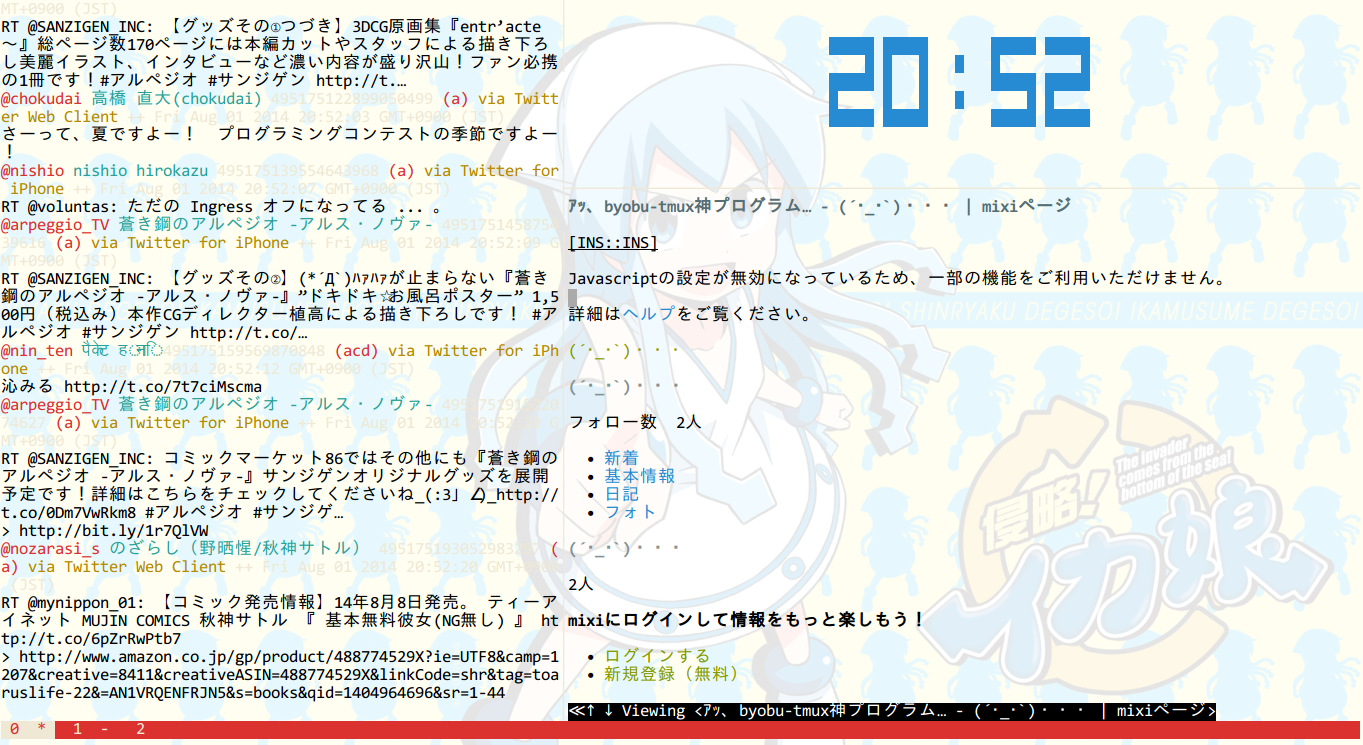 MT+0900 (JST)
RT @SANZIGEN_INC: 【グッズその①つづき】3DCG原画集『entr’acte
～』総ページ数170ページには本編カットやスタッフによる描き下ろ
し美麗イラスト、インタビューなど濃い内容が盛り沢山！ファン必携
の1冊です！#アルペジオ #サンジゲン http://t.…
@chokudai 高橋 直大(chokudai) 495175122899050499 (a) via Twitt
er Web Client ++ Fri Aug 01 2014 20:52:03 GMT+0900 (JST)
さーって、夏ですよー！　プログラミングコンテストの季節ですよー
！
@nishio nishio hirokazu 495175139554643968 (a) via Twitter for
 iPhone ++ Fri Aug 01 2014 20:52:07 GMT+0900 (JST)
RT @voluntas: ただの Ingress オフになってる ... 。
@arpeggio_TV 蒼き鋼のアルペジオ -アルス・ノヴァ-
39616 (a) via Twitter for iPhone ++ Fri Aug 01 2014 20:52:09 G
MT+0900 (JST)
RT @SANZIGEN_INC: 【グッズその②】(*´Д`)ﾊｧﾊｧが止まらない『蒼き
鋼のアルペジオ -アルス・ノヴァ-』”ドキドキ☆お風呂ポスター” 1,5
00円（税込み）本作CGディレクター植高による描き下ろしです！ #ア
ルペジオ #サンジゲン http://t.co/…
@nin_ten 495175159569870848 (acd) via Twitter for iPh
one ++ Fri Aug 01 2014 20:52:12 GMT+0900 (JST)
沁みる http://t.co/7t7ciMscma
@arpeggio_TV 蒼き鋼のアルペジオ -アルス・ノヴァ-
74627 (a) via Twitter for iPhone ++ Fri Aug 01 2014 G
MT+0900 (JST)
RT @SANZIGEN_INC: コミックマーケット86ではその他にも『蒼き鋼の
アルペジオ -アルス・ノヴァ-』サンジゲンオリジナルグッズを展開
予定です！詳細はこちらをチェックしてくださいね_(:3」∠)_http://
t.co/0Dm7VwRkm8 #アルペジオ #サンジゲ…
> http://bit.ly/1r7QlVW
@nozarasi_s のざらし（野晒惺/秋神サトル） (
a) via Twitter Web Client ++ Fri Aug 01 2014 20:52:20 GMT+0900
 (JST)
RT @mynippon_01: 【コミック発売情報】14年8月8日発売。 ティーア
イネット MUJIN COMICS 秋神サトル 『 基本無料彼女(NG無し) 』 ht
tp://t.co/6pZrRwPtb7
> http://www.amazon.co.jp/gp/product/488774529X?ie=UTF8&camp=1
207&creative=8411&creativeASIN=488774529X&linkCode=shr&tag=toa
ruslife-22&=AN1VRQENFRJN5&s=books&qid=1404964696&sr=1-44
20:52
ｱｯ、byobu-tmux神プログラム… - (´･_･`)・・・ | mixiページ
[INS::INS]
Javascriptの設定が無効になっているため、一部の機能をご利用いただけません。
詳細はヘルプをご覧ください。
SHINRYAKU DEGESO! IKAMUSUME DEGESO!
(´･_･`)・・・
(´･_･`)・・・
フォロー数　2人
• 新着
• 基本情報
• 日記
• フォト
(´･_･`)・・・
2人
mixiにログインして情報をもっと楽しもう！
• ログインする
• 新規登録（無料）
The invader
comes from the
bottom of the sea!
侵略!!
イカ娘
≪↑ ↓ Viewing <ｱｯ、byobu-tmux神プログラム… - (´･_･`)・・・ | mixiページ>
0 * 1 - 2